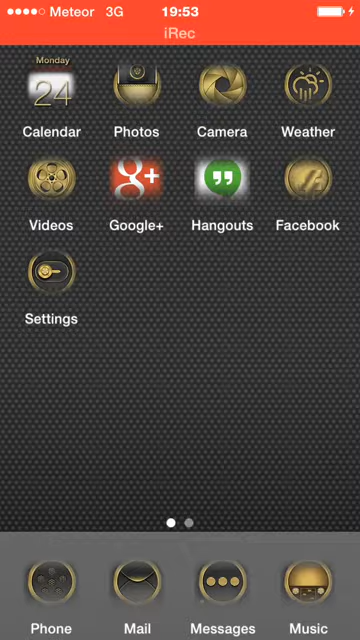 Meteor 3G 19:53
iRec
Monday
24
Calendar Photos Camera Weather
g+
Videos Google+ Hangouts Facebook
Settings
Phone Mail Messages Music